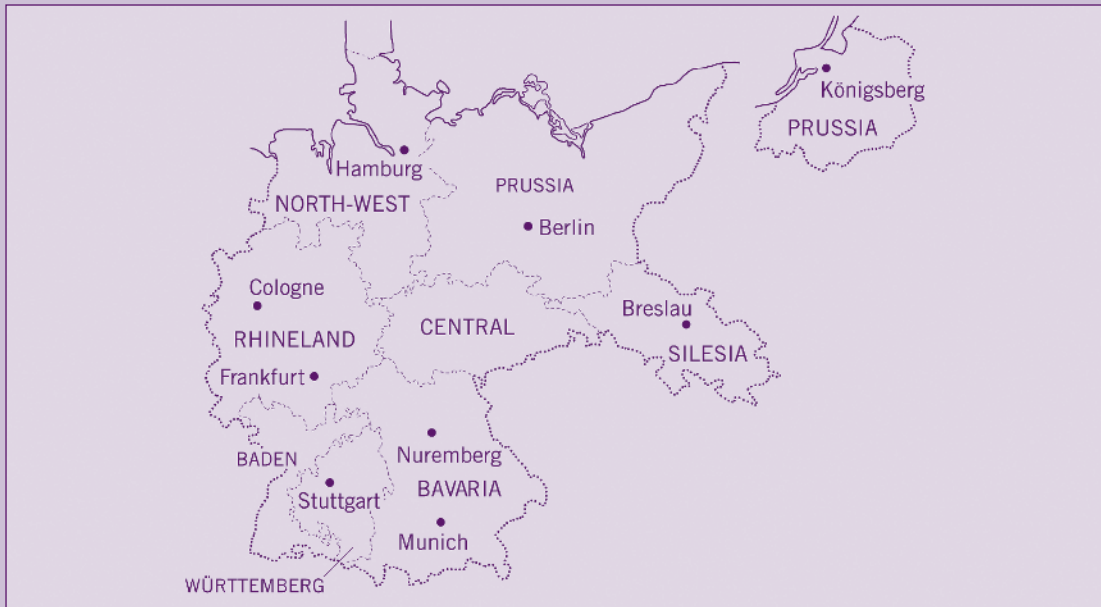 Königsberg
PRUSSIA
Hamburg
PRUSSIA
NORTH-WEST
Berlin
Cologne
Breslau
CENTRAL
RHINELAND
SILESIA
Frankfurt
Nuremberg
BADEN
BAVARIA
Stuttgart
Munich
WÜRTTEMBERG